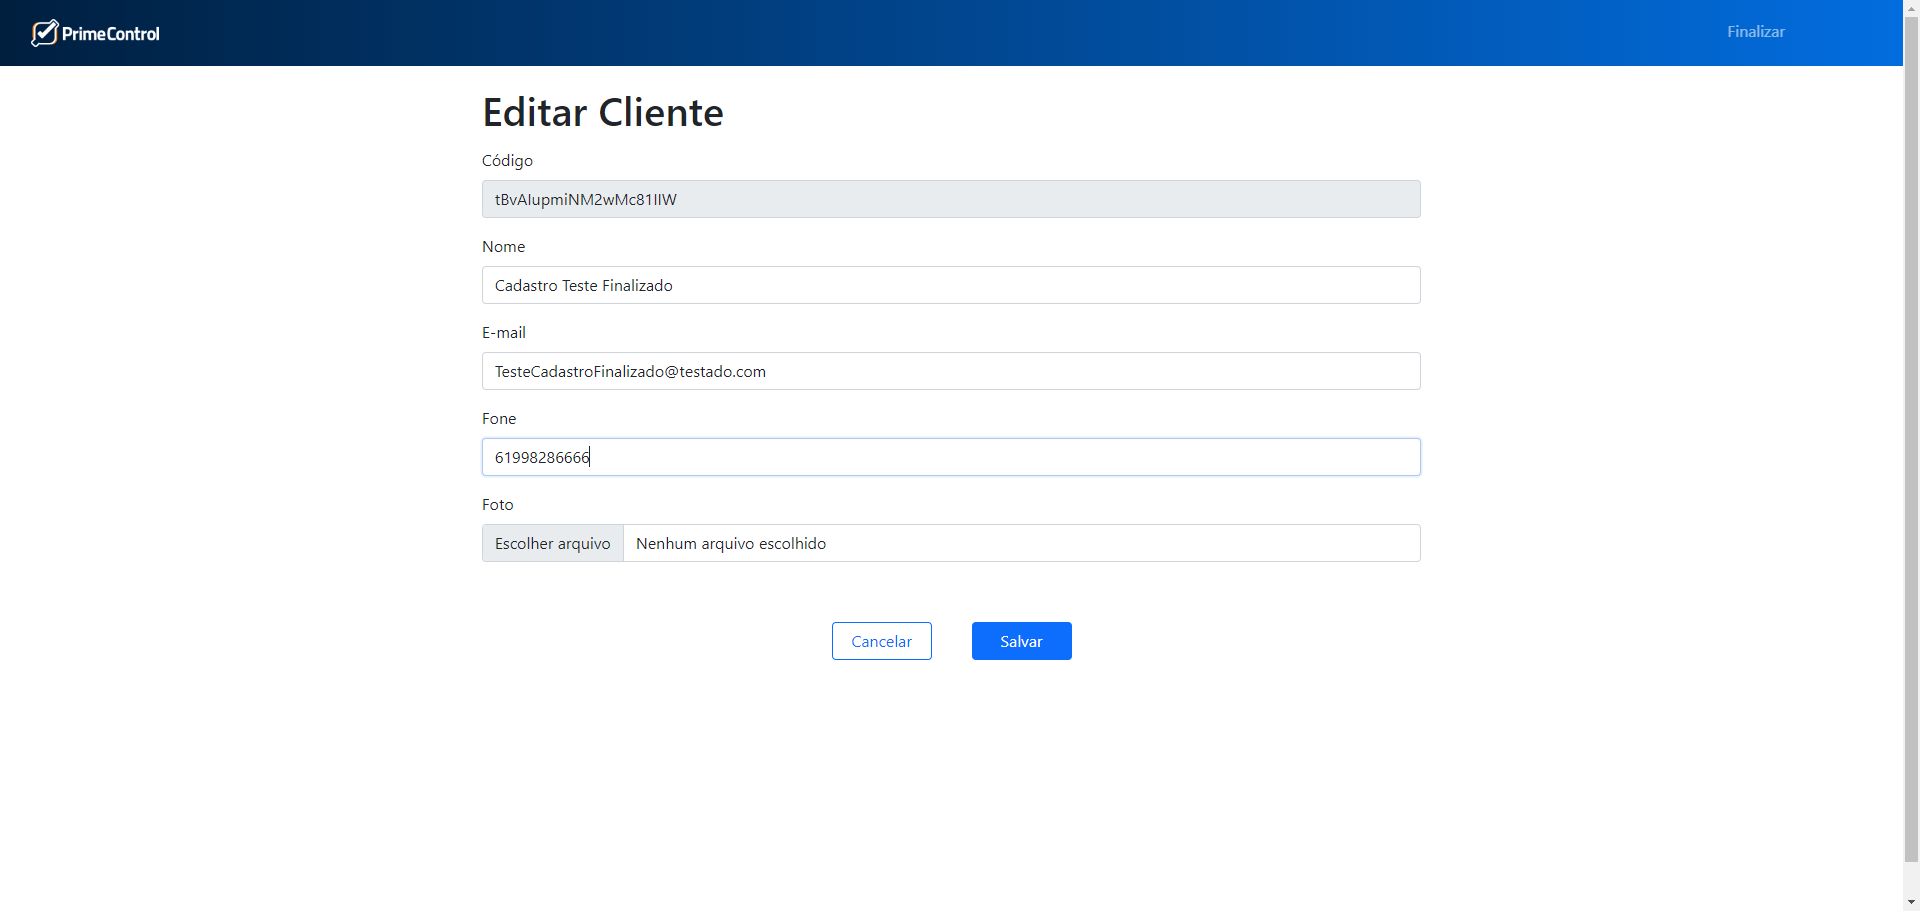 PrimeControl
Finalizar
Editar Cliente
Código
tBvAIupmiNM2wMc81IIW
Nome
Cadastro Teste Finalizado
E-mail
TesteCadastroFinalizado@testado.com
Fone
61998286666
Foto
Escolher arquivo Nenhum arquivo escolhido
Cancelar Salvar